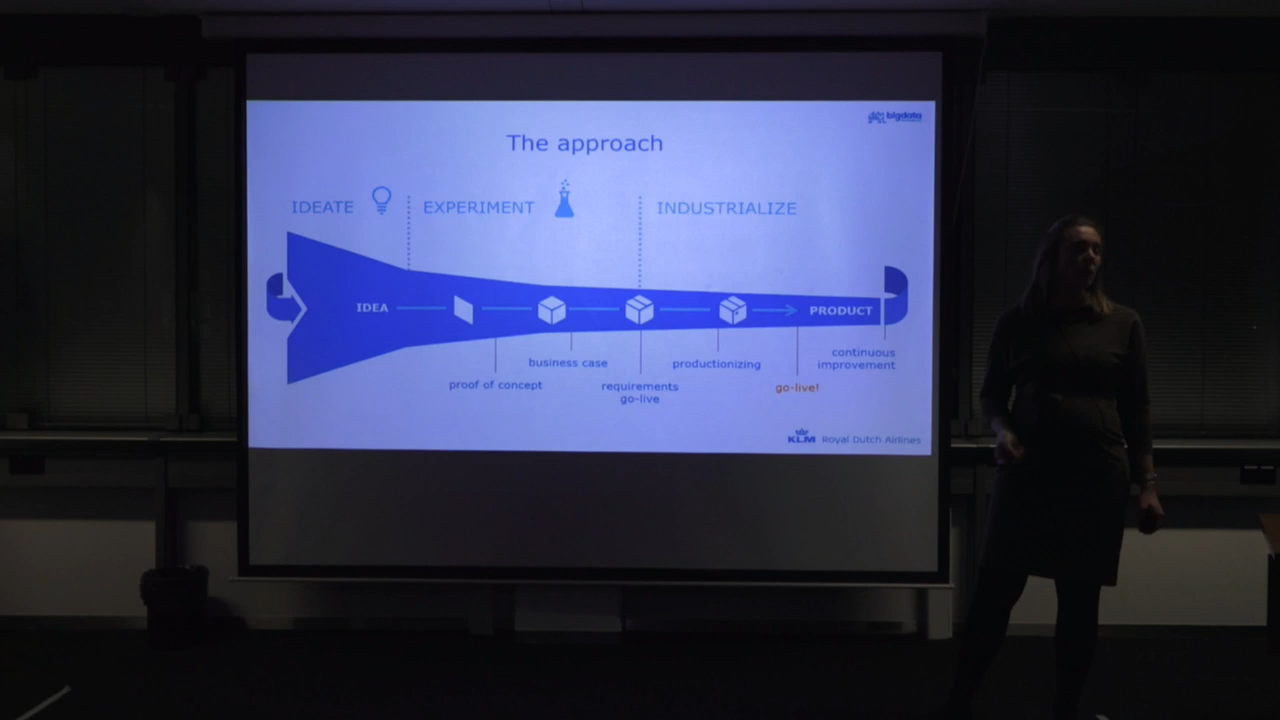 bigdata
The approach
IDEATE
EXPERIMENT
INDUSTRIALIZE
IDEA
PRODUCT
proof of concept
business case
requirements
go-live
productionizing
go-live!
continuous
improvement
KLM Royal Dutch Airlines